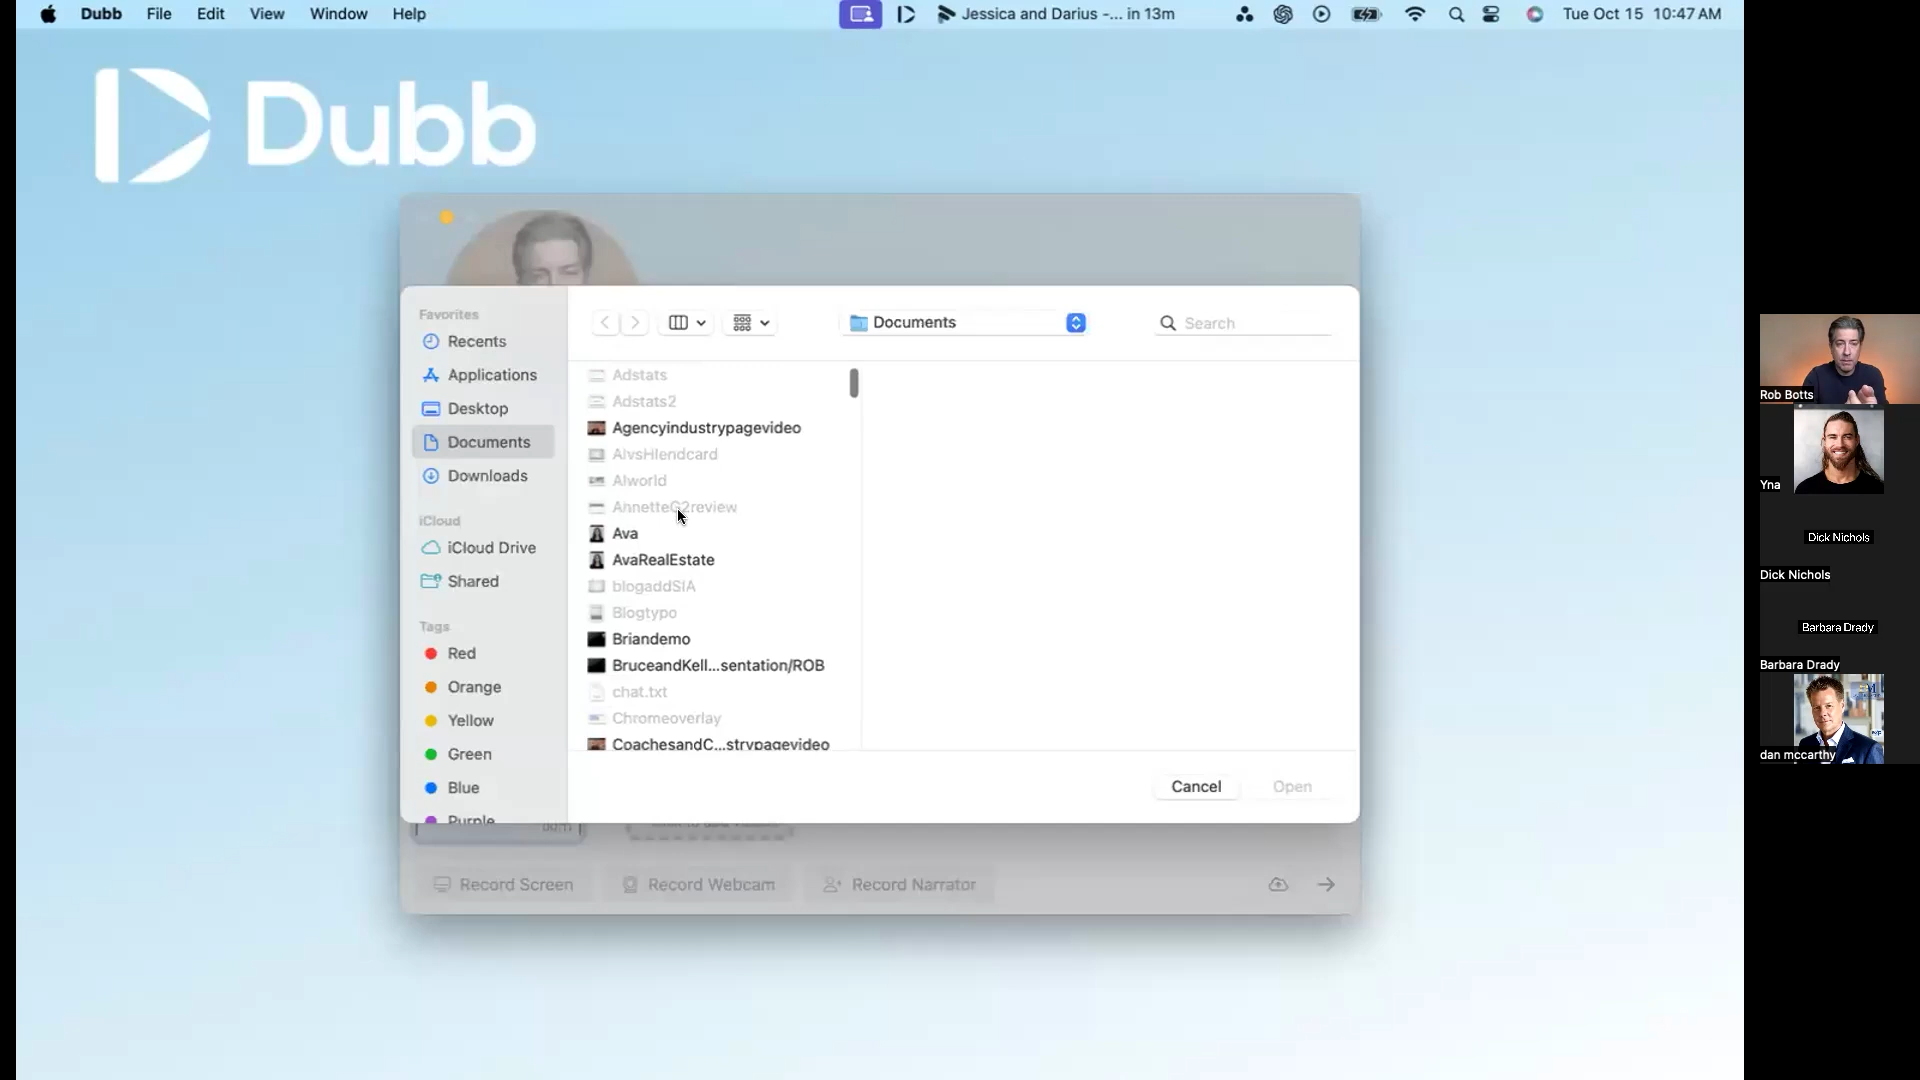 Dubb File Edit View Window Help Jessica and Darius -... in 13m Tue Oct 15 10:47 AM
Dubb
Favorites
Recents
Applications
Desktop
Documents
Downloads
iCloud
iCloud Drive
Shared
Tags
Red
Orange
Yellow
Green
Blue
Purple
Documents
Search
Adstats
Adstats2
Agencyindustrypagevideo
AIvsHIendcard
AIworld
AnnetteG2review
Ava
AvaRealEstate
blogaddSIA
Blogtypo
Briandemo
BruceandKell...sentation/ROB
chat.txt
Chromeoverlay
CoachesandC...strypagevideo
Cancel Open
Record Screen Record Webcam Record Narrator
Rob Botts
Yna
Dick Nichols
Dick Nichols
Barbara Drady
Barbara Drady
dan mccarthy